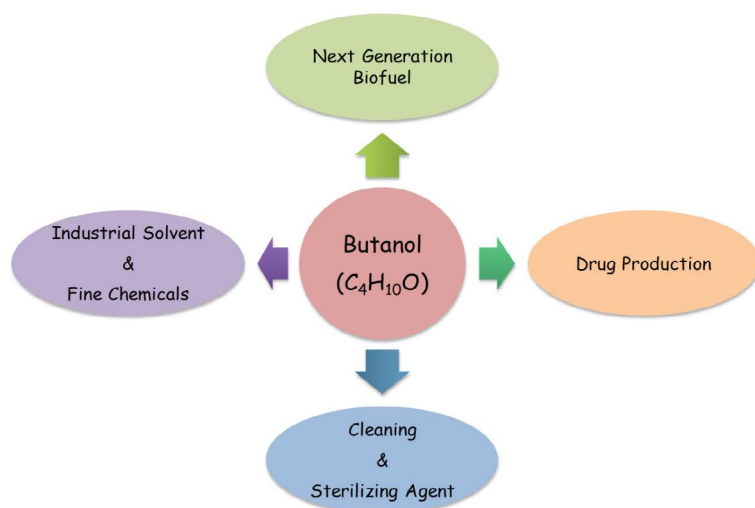 Next Generation
Biofuel
Industrial Solvent
&
Fine Chemicals
Butanol
(C₄H₁₀O)
Drug Production
Cleaning
&
Sterilizing Agent